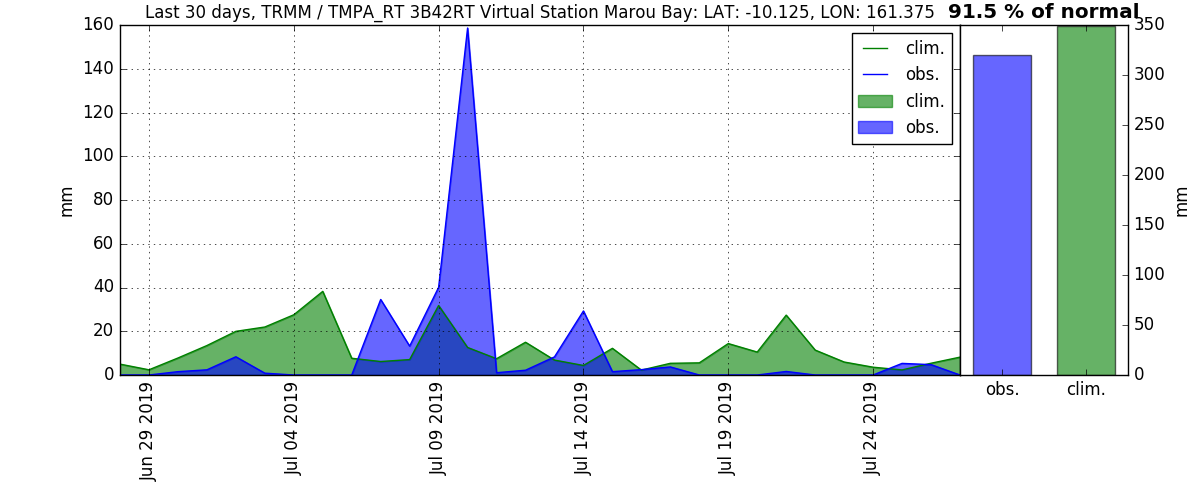 Last 30 days, TRMM / TMPA_RT 3B42RT Virtual Station Marou Bay: LAT: -10.125, LON: 161.375
91.5 % of normal
160
140
120
100
80
60
40
20
0
mm
clim.
obs.
clim.
obs.
350
300
250
200
150
100
50
0
mm
Jun 29 2019
Jul 04 2019
Jul 09 2019
Jul 14 2019
Jul 19 2019
Jul 24 2019
obs.
clim.